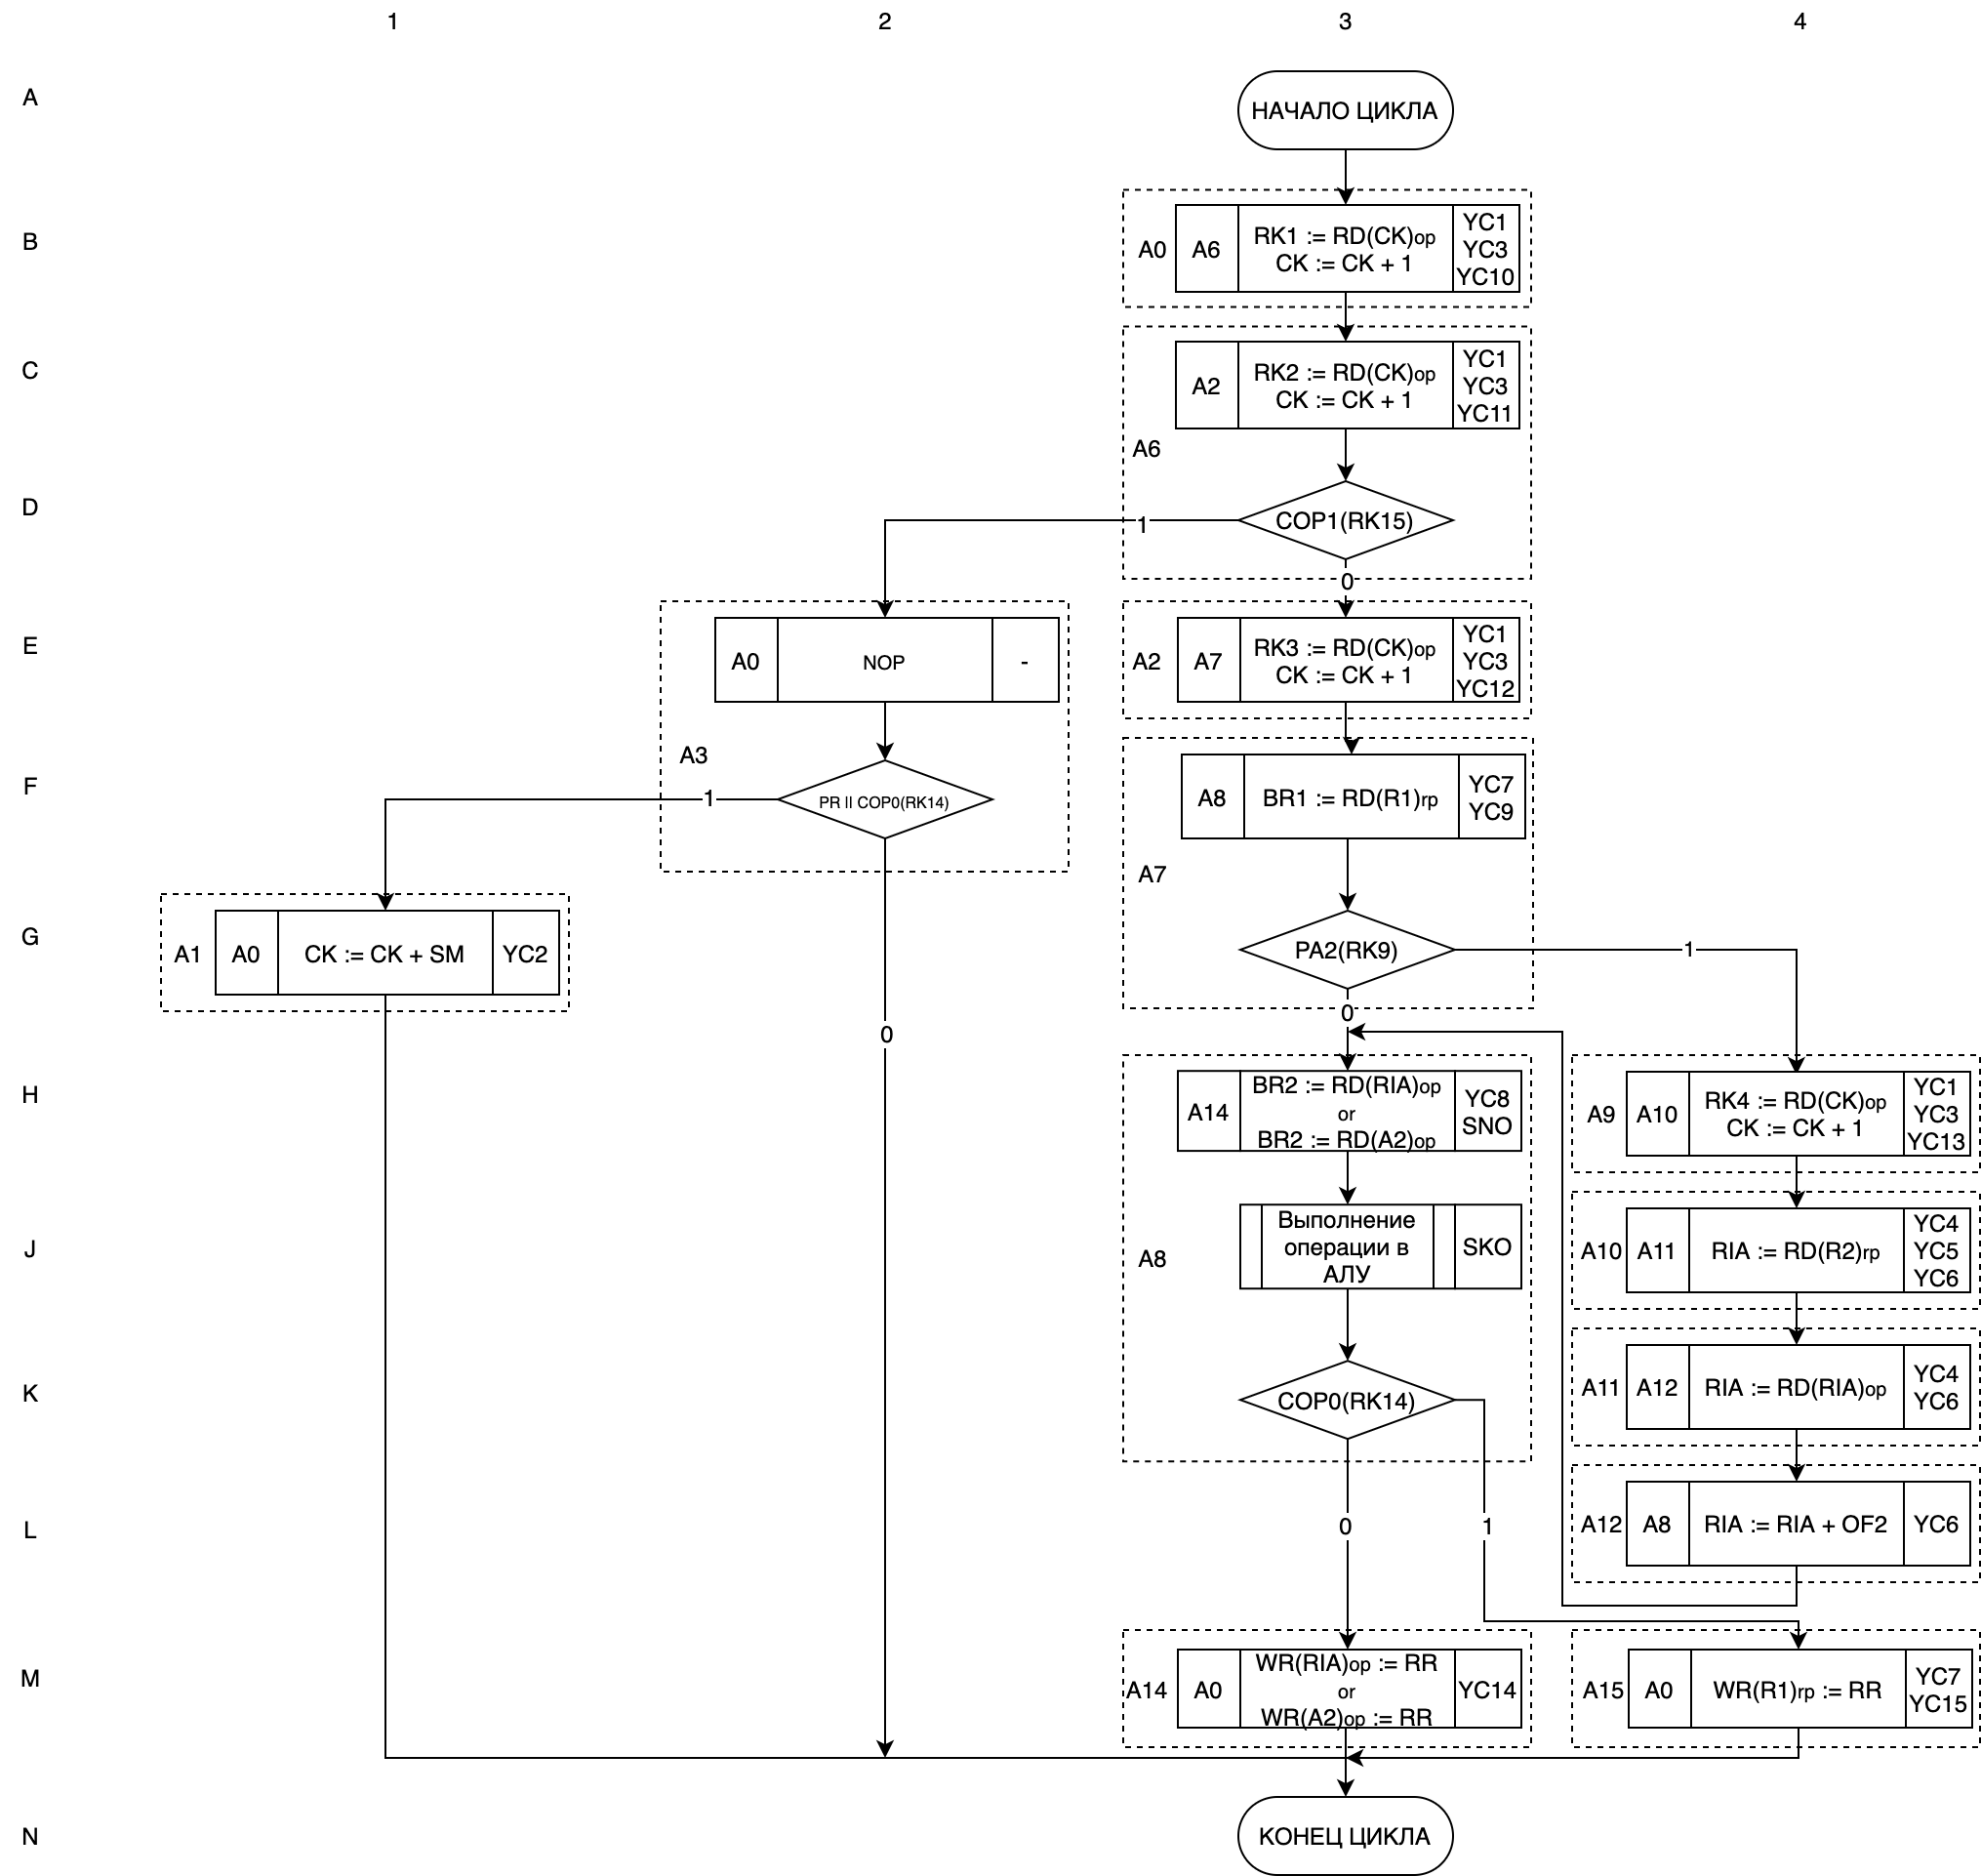 1
2
3
4
A
НАЧАЛО ЦИКЛА
B
A0
A6
RK1 := RD(CK)op
CK := CK + 1
YC1
YC3
YC10
C
A2
RK2 := RD(CK)op
CK := CK + 1
YC1
YC3
YC11
A6
D
COP1(RK15)
1
0
E
A0
NOP
-
A2
A7
RK3 := RD(CK)op
CK := CK + 1
YC1
YC3
YC12
A3
F
PR || COP0(RK14)
1
A8
BR1 := RD(R1)rp
YC7
YC9
A7
G
A1
A0
CK := CK + SM
YC2
PA2(RK9)
1
0
0
H
A14
BR2 := RD(RIA)op
or
BR2 := RD(A2)op
YC8
SNO
A9
A10
RK4 := RD(CK)op
CK := CK + 1
YC1
YC3
YC13
J
A8
Выполнение
операции в
АЛУ
SKO
A10
A11
RIA := RD(R2)rp
YC4
YC5
YC6
K
COP0(RK14)
A11
A12
RIA := RD(RIA)op
YC4
YC6
L
0
1
A12
A8
RIA := RIA + OF2
YC6
M
A14
A0
WR(RIA)op := RR
or
WR(A2)op := RR
YC14
A15
A0
WR(R1)rp := RR
YC7
YC15
N
КОНЕЦ ЦИКЛА